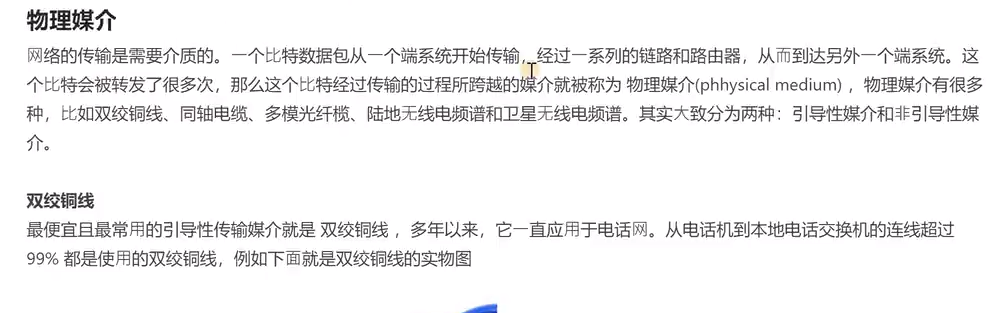 物理媒介
网络的传输是需要介质的。一个比特数据包从一个端系统开始传输，经过一系列的链路和路由器，从而到达另外一个端系统。这
个比特会被转发了很多次，那么这个比特经过传输的过程所跨越的媒介就被称为 物理媒介(phhysical medium) ，物理媒介有很多
种，比如双绞铜线、同轴电缆、多模光纤榄、陆地无线电频谱和卫星无线电频谱。其实大致分为两种：引导性媒介和非引导性媒
介。
双绞铜线
最便宜且最常用的引导性传输媒介就是 双绞铜线 ，多年以来，它一直应用于电话网。从电话机到本地电话交换机的连线超过
99% 都是使用的双绞铜线，例如下面就是双绞铜线的实物图